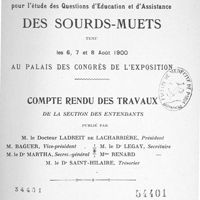 pour l'étude des Questions d'Education et d'Assistance
DES SOURDS-MUETS
TENU
les 6, 7 et 8 Août 1900
AU PALAIS DES CONGRÈS DE L'EXPOSITION
COMPTE RENDU DES TRAVAUX
DE LA SECTION DES ENTENDANTS
PUBLIÉ PAR
M. le Docteur LADREIT de LACHARRIÈRE, Président
M. BAGUER, Vice-président. M. le Dr LEGAY, Secrétaire
M. le Dr MARTHA, Secres.-général Mme RENARD —
M. le Dr SAINT-HILAIRE, Trésorier
34401
54401